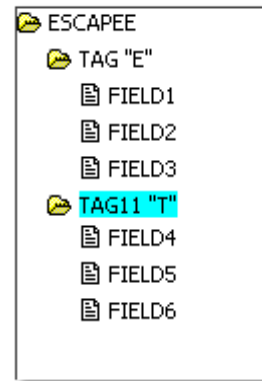 ESCAPEE
TAG "E"
FIELD1
FIELD2
FIELD3
TAG11 "T"
FIELD4
FIELD5
FIELD6